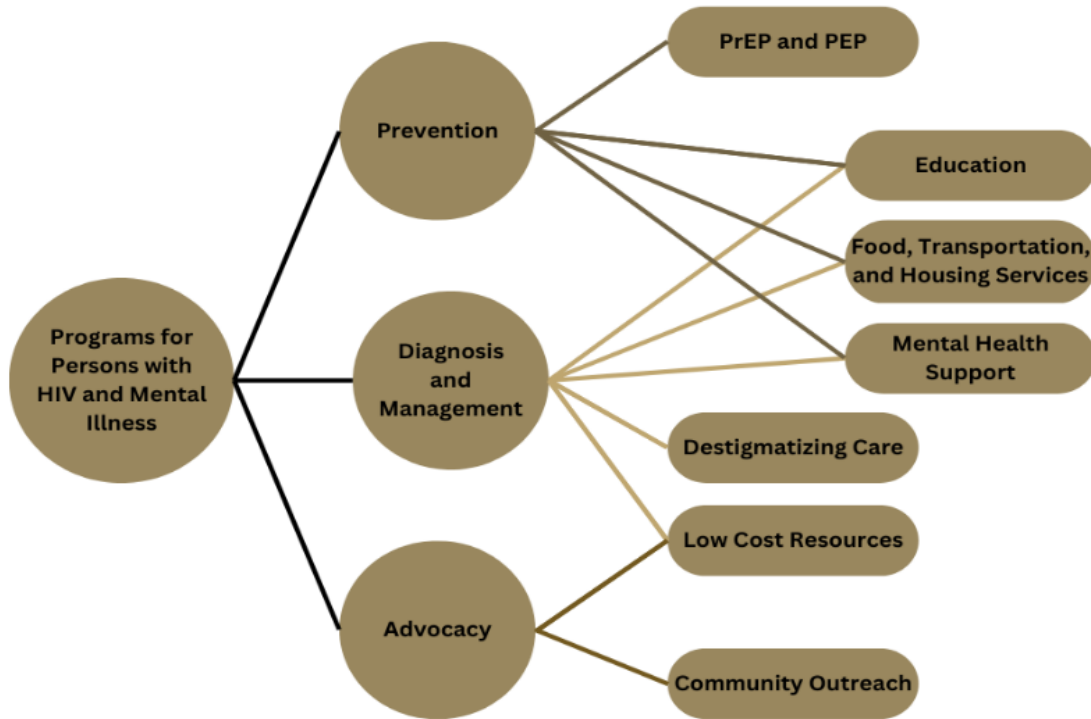 PrEP and PEP
Prevention
Education
Food, Transportation,
and Housing Services
Programs for
Persons with
HIV and Mental
Illness
Diagnosis
and
Management
Mental Health
Support
Destigmatizing Care
Low Cost Resources
Advocacy
Community Outreach